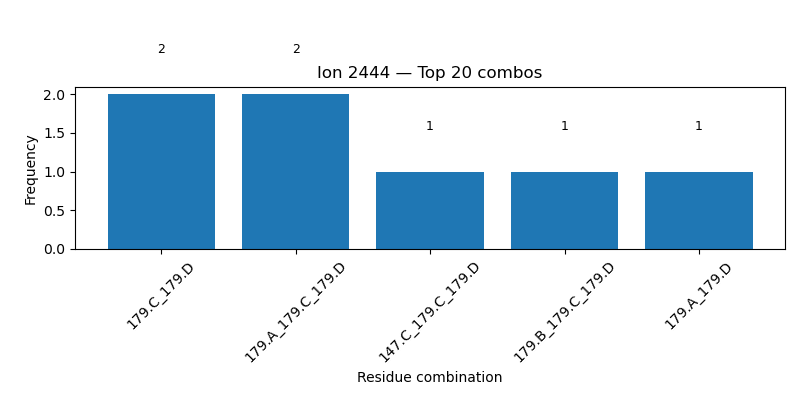 2
2
Ion 2444 — Top 20 combos
2.0
1.5
1.0
0.5
0.0
Frequency
1
1
1
179.C_179.D
179.A_179.C_179.D
147.C_179.C_179.D
179.B_179.C_179.D
179.A_179.D
Residue combination